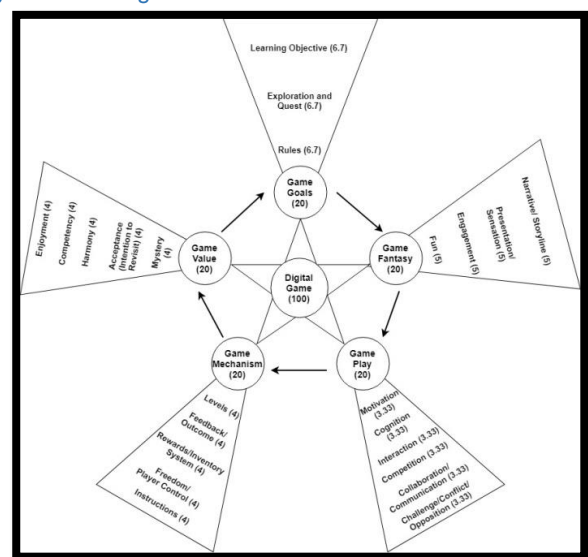 Learning Objective (6.7)
Exploration and
Quest (6.7)
Rules (6.7)
Game
Goals
(20)
Narrative/ Storyline (5)
Presentation/
Sensation (5)
Engagement (5)
Fun (5)
Game
Fantasy
(20)
Enjoyment (4)
Competency (4)
Harmony (4)
Acceptance
(Intention to
Revisit) (4)
Mystery
(4)
Game
Value
(20)
Digital
Game
(100)
Game
Mechanism
(20)
Game
Play
(20)
Levels (4)
Feedback/
Outcome (4)
Rewards/Inventory
System (4)
Freedom/
Player Control (4)
Instructions (4)
Motivation
(3.33)
Cognition
(3.33)
Interaction (3.33)
Competition (3.33)
Collaboration/
Communication (3.33)
Challenge/Conflict/
Opposition (3.33)